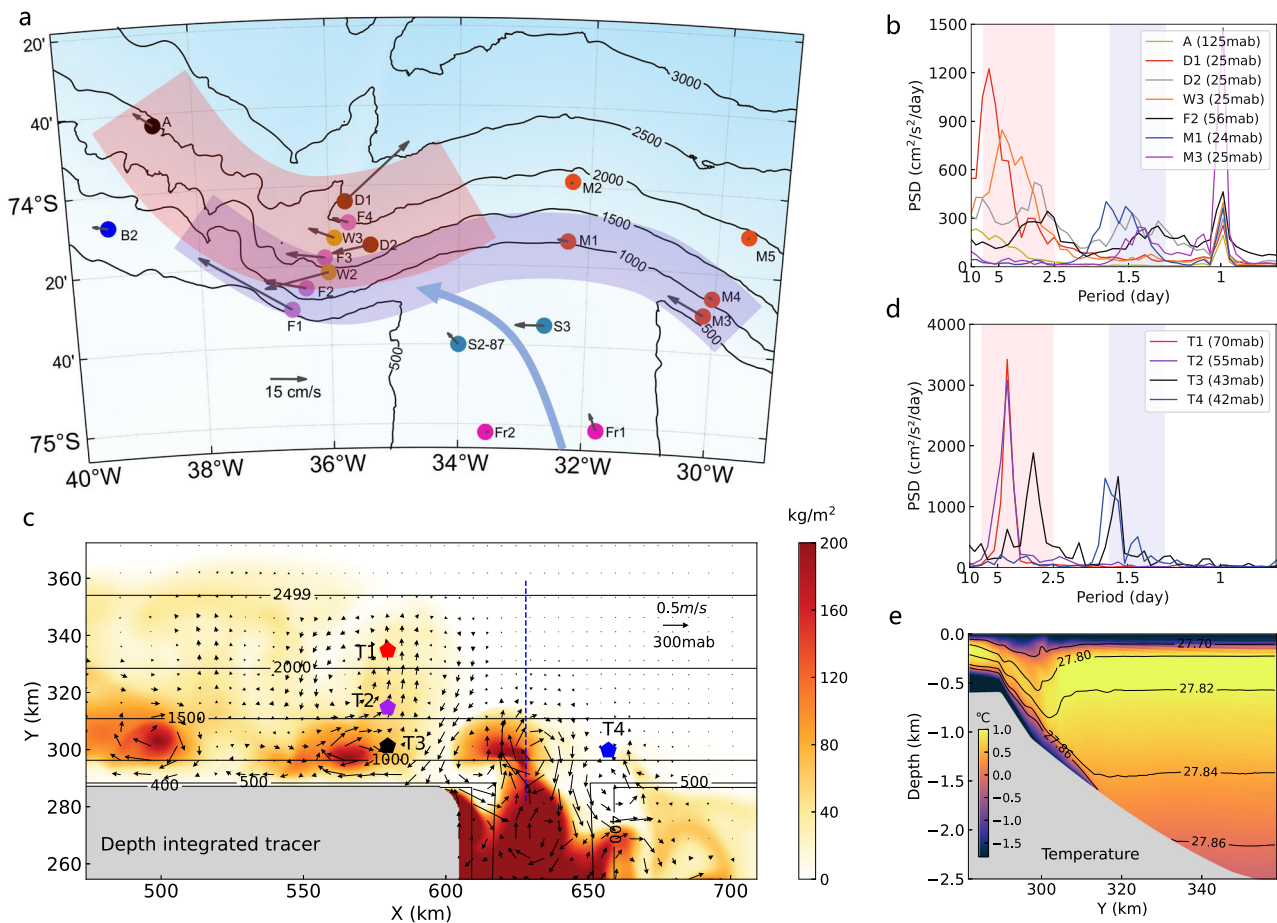 a
20'
40'
74°S
20'
40'
75°S
40°W
38°W
36°W
34°W
32°W
30°W
3000
2500
2000
1500
1000
500
500
A
B2
D1
F4
W3
D2
F3
W2
F2
F1
M2
M1
M5
M4
M3
S3
S2-87
Fr2
Fr1
15 cm/s
b
PSD (cm²/s²/day)
1500
1200
900
600
300
0
10
5
2.5
1.5
1
Period (day)
A (125mab)
D1 (25mab)
D2 (25mab)
W3 (25mab)
F2 (56mab)
M1 (24mab)
M3 (25mab)
d
PSD (cm²/s²/day)
4000
3000
2000
1000
0
10
5
2.5
1.5
1
Period (day)
T1 (70mab)
T2 (55mab)
T3 (43mab)
T4 (42mab)
c
Y (km)
360
340
320
300
280
260
500
550
600
650
700
X (km)
2499
2000
1500
1000
500
400
500
400
T1
T2
T3
T4
0.5m/s
300mab
Depth integrated tracer
kg/m²
200
160
120
80
40
0
e
Depth (km)
0.0
−0.5
−1.0
−1.5
−2.0
−2.5
300
320
340
Y (km)
27.70
27.80
27.82
27.86
27.84
27.86
°C
1.0
0.5
0.0
−0.5
−1.0
−1.5
Temperature